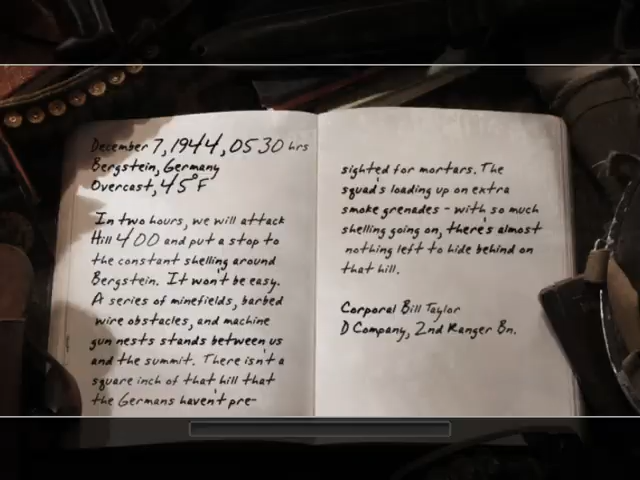 December 7, 1944, 0530 hrs
Bergstein, Germany
Overcast, 45°F
In two hours, we will attack
Hill 400 and put a stop to
the constant shelling around
Bergstein. It won't be easy.
A series of minefields, barbed
wire obstacles, and machine
gun nests stands between us
and the summit. There isn't a
square inch of that hill that
the Germans haven't pre-
sighted for mortars. The
squad's loading up on extra
smoke grenades - with so much
shelling going on, there's almost
nothing left to hide behind on
that hill.
Corporal Bill Taylor
D Company, 2nd Ranger Bn.